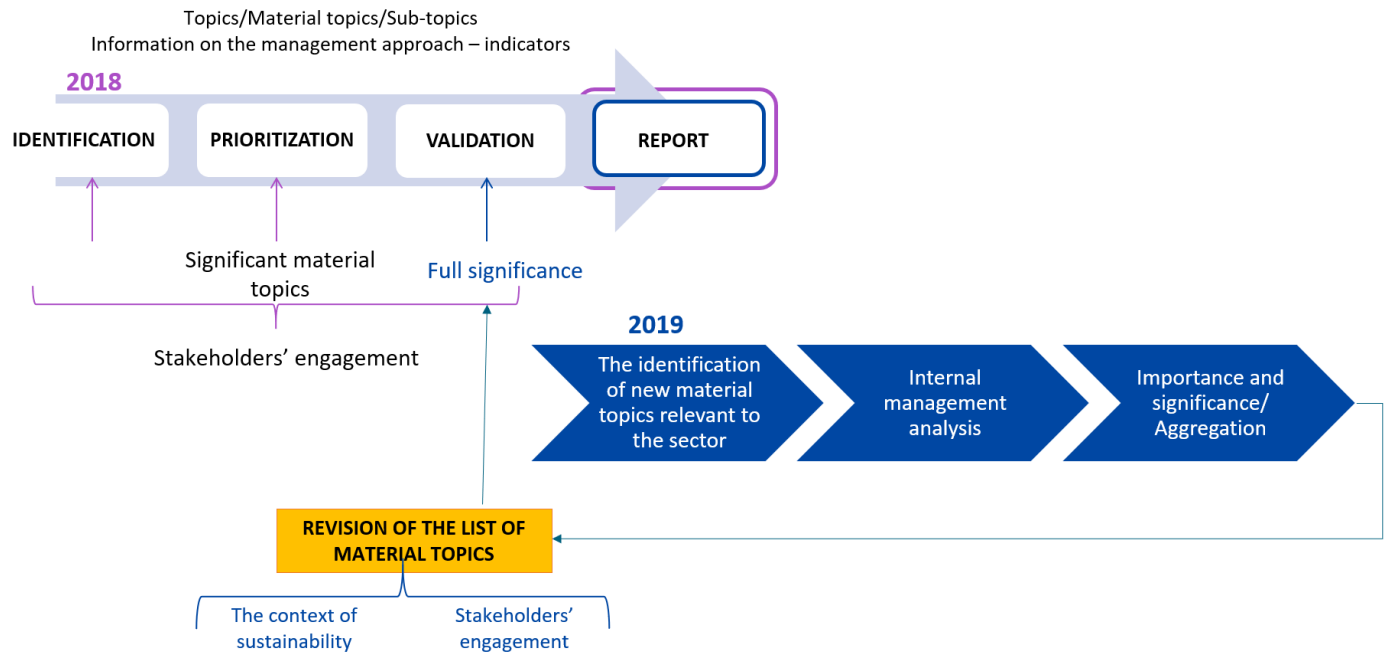 Topics/Material topics/Sub-topics
Information on the management approach – indicators
2018
IDENTIFICATION
PRIORITIZATION
VALIDATION
REPORT
Significant material
topics
Full significance
Stakeholders’ engagement
2019
The identification
of new material
topics relevant to
the sector
Internal
management
analysis
Importance and
significance/
Aggregation
REVISION OF THE LIST OF
MATERIAL TOPICS
The context of
sustainability
Stakeholders’
engagement